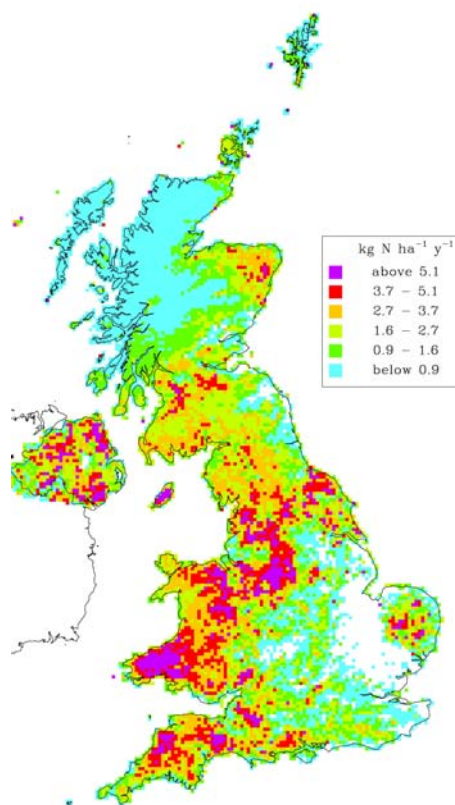 kg N ha⁻¹ y⁻¹
above 5.1
3.7 – 5.1
2.7 – 3.7
1.6 – 2.7
0.9 – 1.6
below 0.9